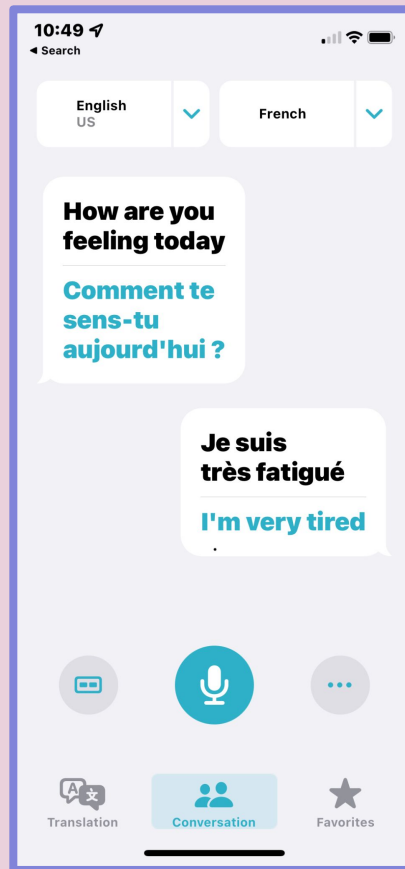 10:49
◀ Search
English
US
French
How are you
feeling today
Comment te
sens-tu
aujourd'hui ?
Je suis
très fatigué
I'm very tired
.
A 文
Translation
Conversation
Favorites